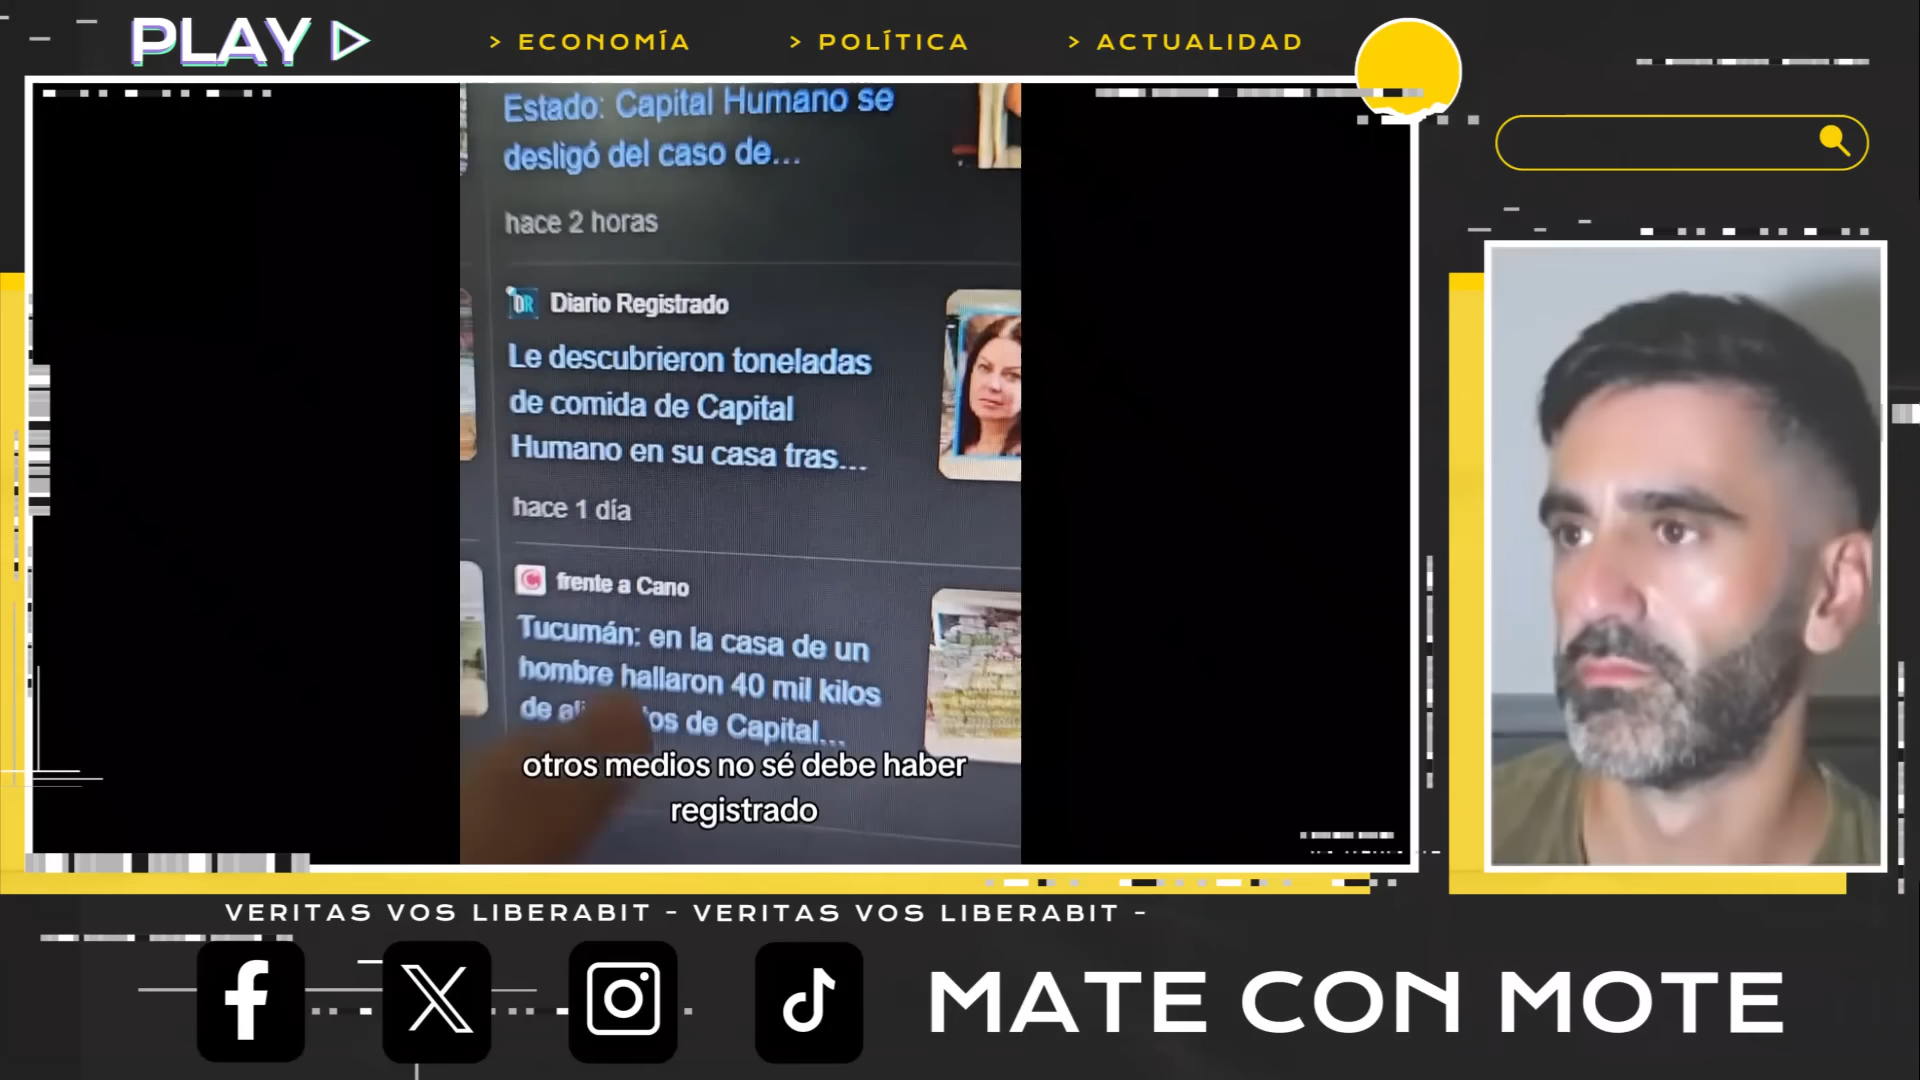 PLAY
> ECONOMÍA
> POLÍTICA
> ACTUALIDAD
Estado: Capital Humano se
desligó del caso de...
hace 2 horas
DR Diario Registrado
Le descubrieron toneladas
de comida de Capital
Humano en su casa tras...
hace 1 día
frente a Cano
Tucumán: en la casa de un
hombre hallaron 40 mil kilos
de de Capital...
otros medios no sé debe haber
registrado
VERITAS VOS LIBERABIT - VERITAS VOS LIBERABIT -
MATE CON MOTE